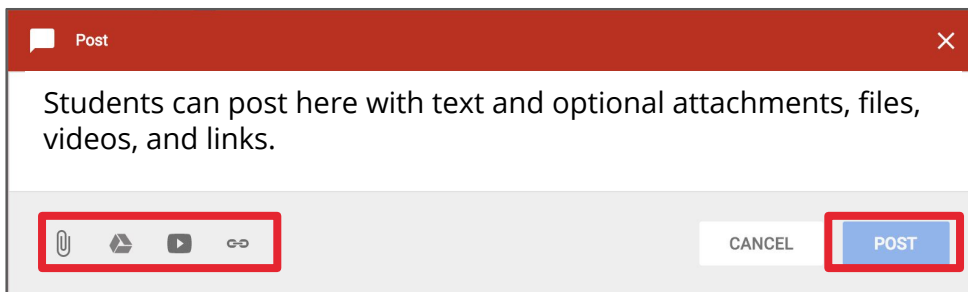 Post
Students can post here with text and optional attachments, files,
videos, and links.
CANCEL POST